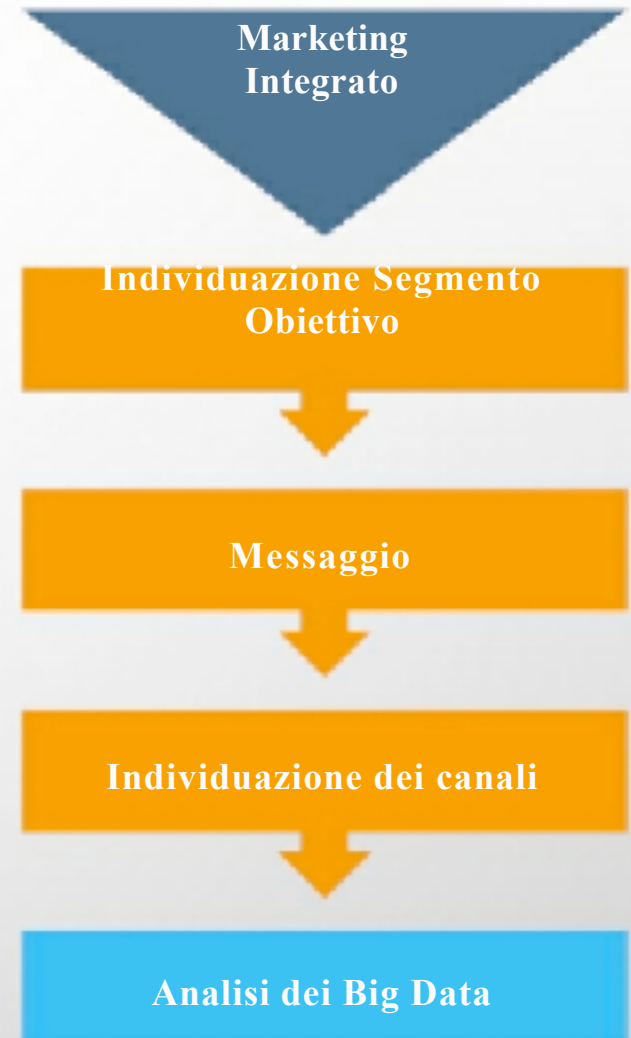 Marketing
Integrato
Individuazione Segmento
Obiettivo
Messaggio
Individuazione dei canali
Analisi dei Big Data